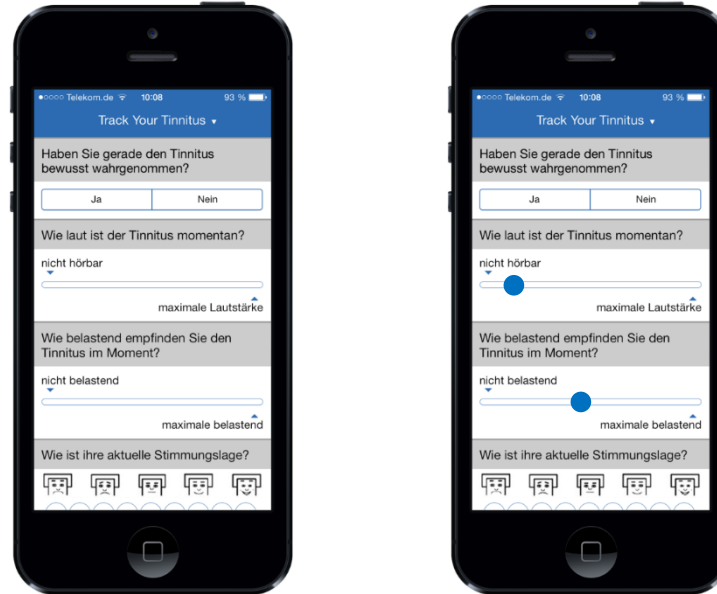 Telekom.de 10:08 93 %
Track Your Tinnitus
Haben Sie gerade den Tinnitus
bewusst wahrgenommen?
Ja Nein
Wie laut ist der Tinnitus momentan?
nicht hörbar
maximale Lautstärke
Wie belastend empfinden Sie den
Tinnitus im Moment?
nicht belastend
maximale belastend
Wie ist ihre aktuelle Stimmungslage?
Telekom.de 10:08 93 %
Track Your Tinnitus
Haben Sie gerade den Tinnitus
bewusst wahrgenommen?
Ja Nein
Wie laut ist der Tinnitus momentan?
nicht hörbar
maximale Lautstärke
Wie belastend empfinden Sie den
Tinnitus im Moment?
nicht belastend
maximale belastend
Wie ist ihre aktuelle Stimmungslage?